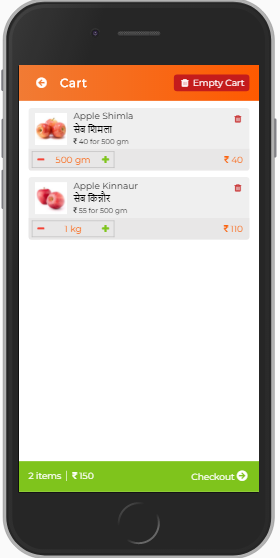 Cart
Empty Cart
Apple Shimla
सेब शिमला
₹ 40 for 500 gm
500 gm
₹ 40
Apple Kinnaur
सेब किन्नौर
₹ 55 for 500 gm
1 kg
₹ 110
2 items | ₹ 150
Checkout